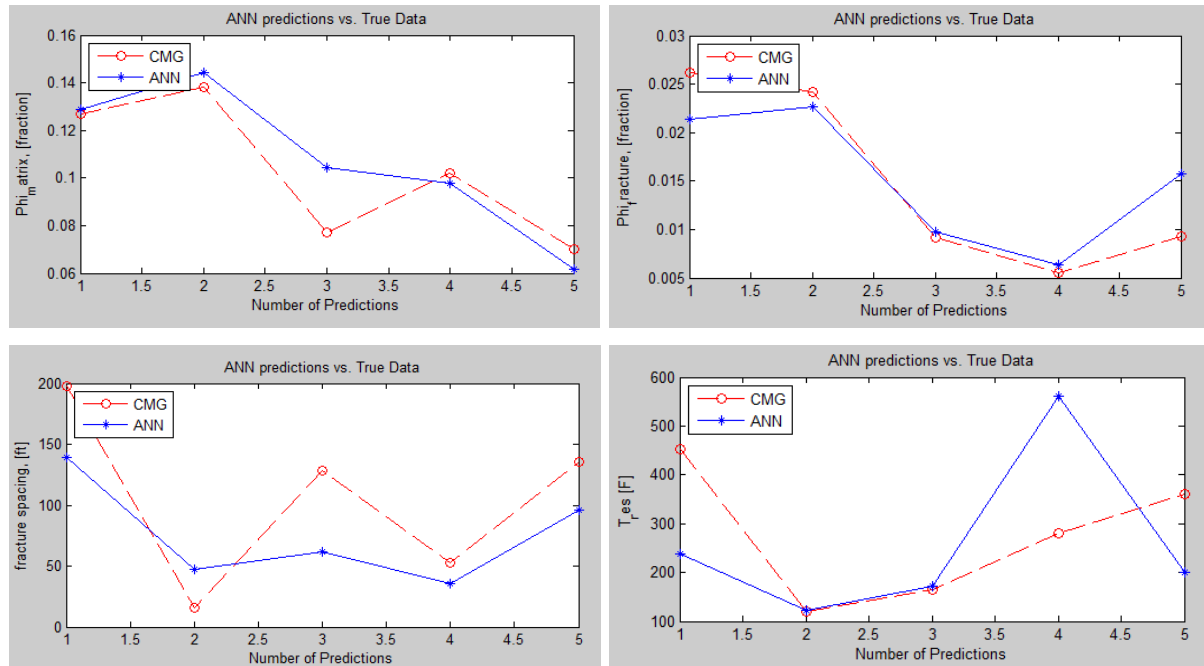 ANN predictions vs. True Data
0.16
0.14
0.12
0.1
0.08
0.06
Phi_m atrix, [fraction]
CMG
ANN
1 1.5 2 2.5 3 3.5 4 4.5 5
Number of Predictions
ANN predictions vs. True Data
0.03
0.025
0.02
0.015
0.01
0.005
Phi_f racture, [fraction]
CMG
ANN
1 1.5 2 2.5 3 3.5 4 4.5 5
Number of Predictions
ANN predictions vs. True Data
200
150
100
50
0
fracture spacing, [ft]
CMG
ANN
1 1.5 2 2.5 3 3.5 4 4.5 5
Number of Predictions
ANN predictions vs. True Data
600
500
400
300
200
100
T_r es [F]
CMG
ANN
1 1.5 2 2.5 3 3.5 4 4.5 5
Number of Predictions